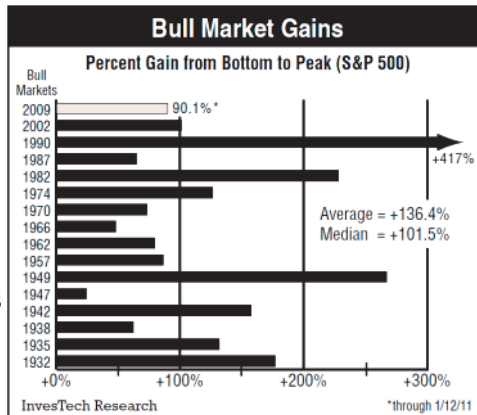 Bull Market Gains
Percent Gain from Bottom to Peak (S&P 500)
Bull
Markets
2009
90.1%*
2002
1990
+417%
1987
1982
1974
1970
1966
1962
1957
1949
1947
1942
1938
1935
1932
Average = +136.4%
Median = +101.5%
+0% +100% +200% +300%
InvesTech Research *through 1/12/11